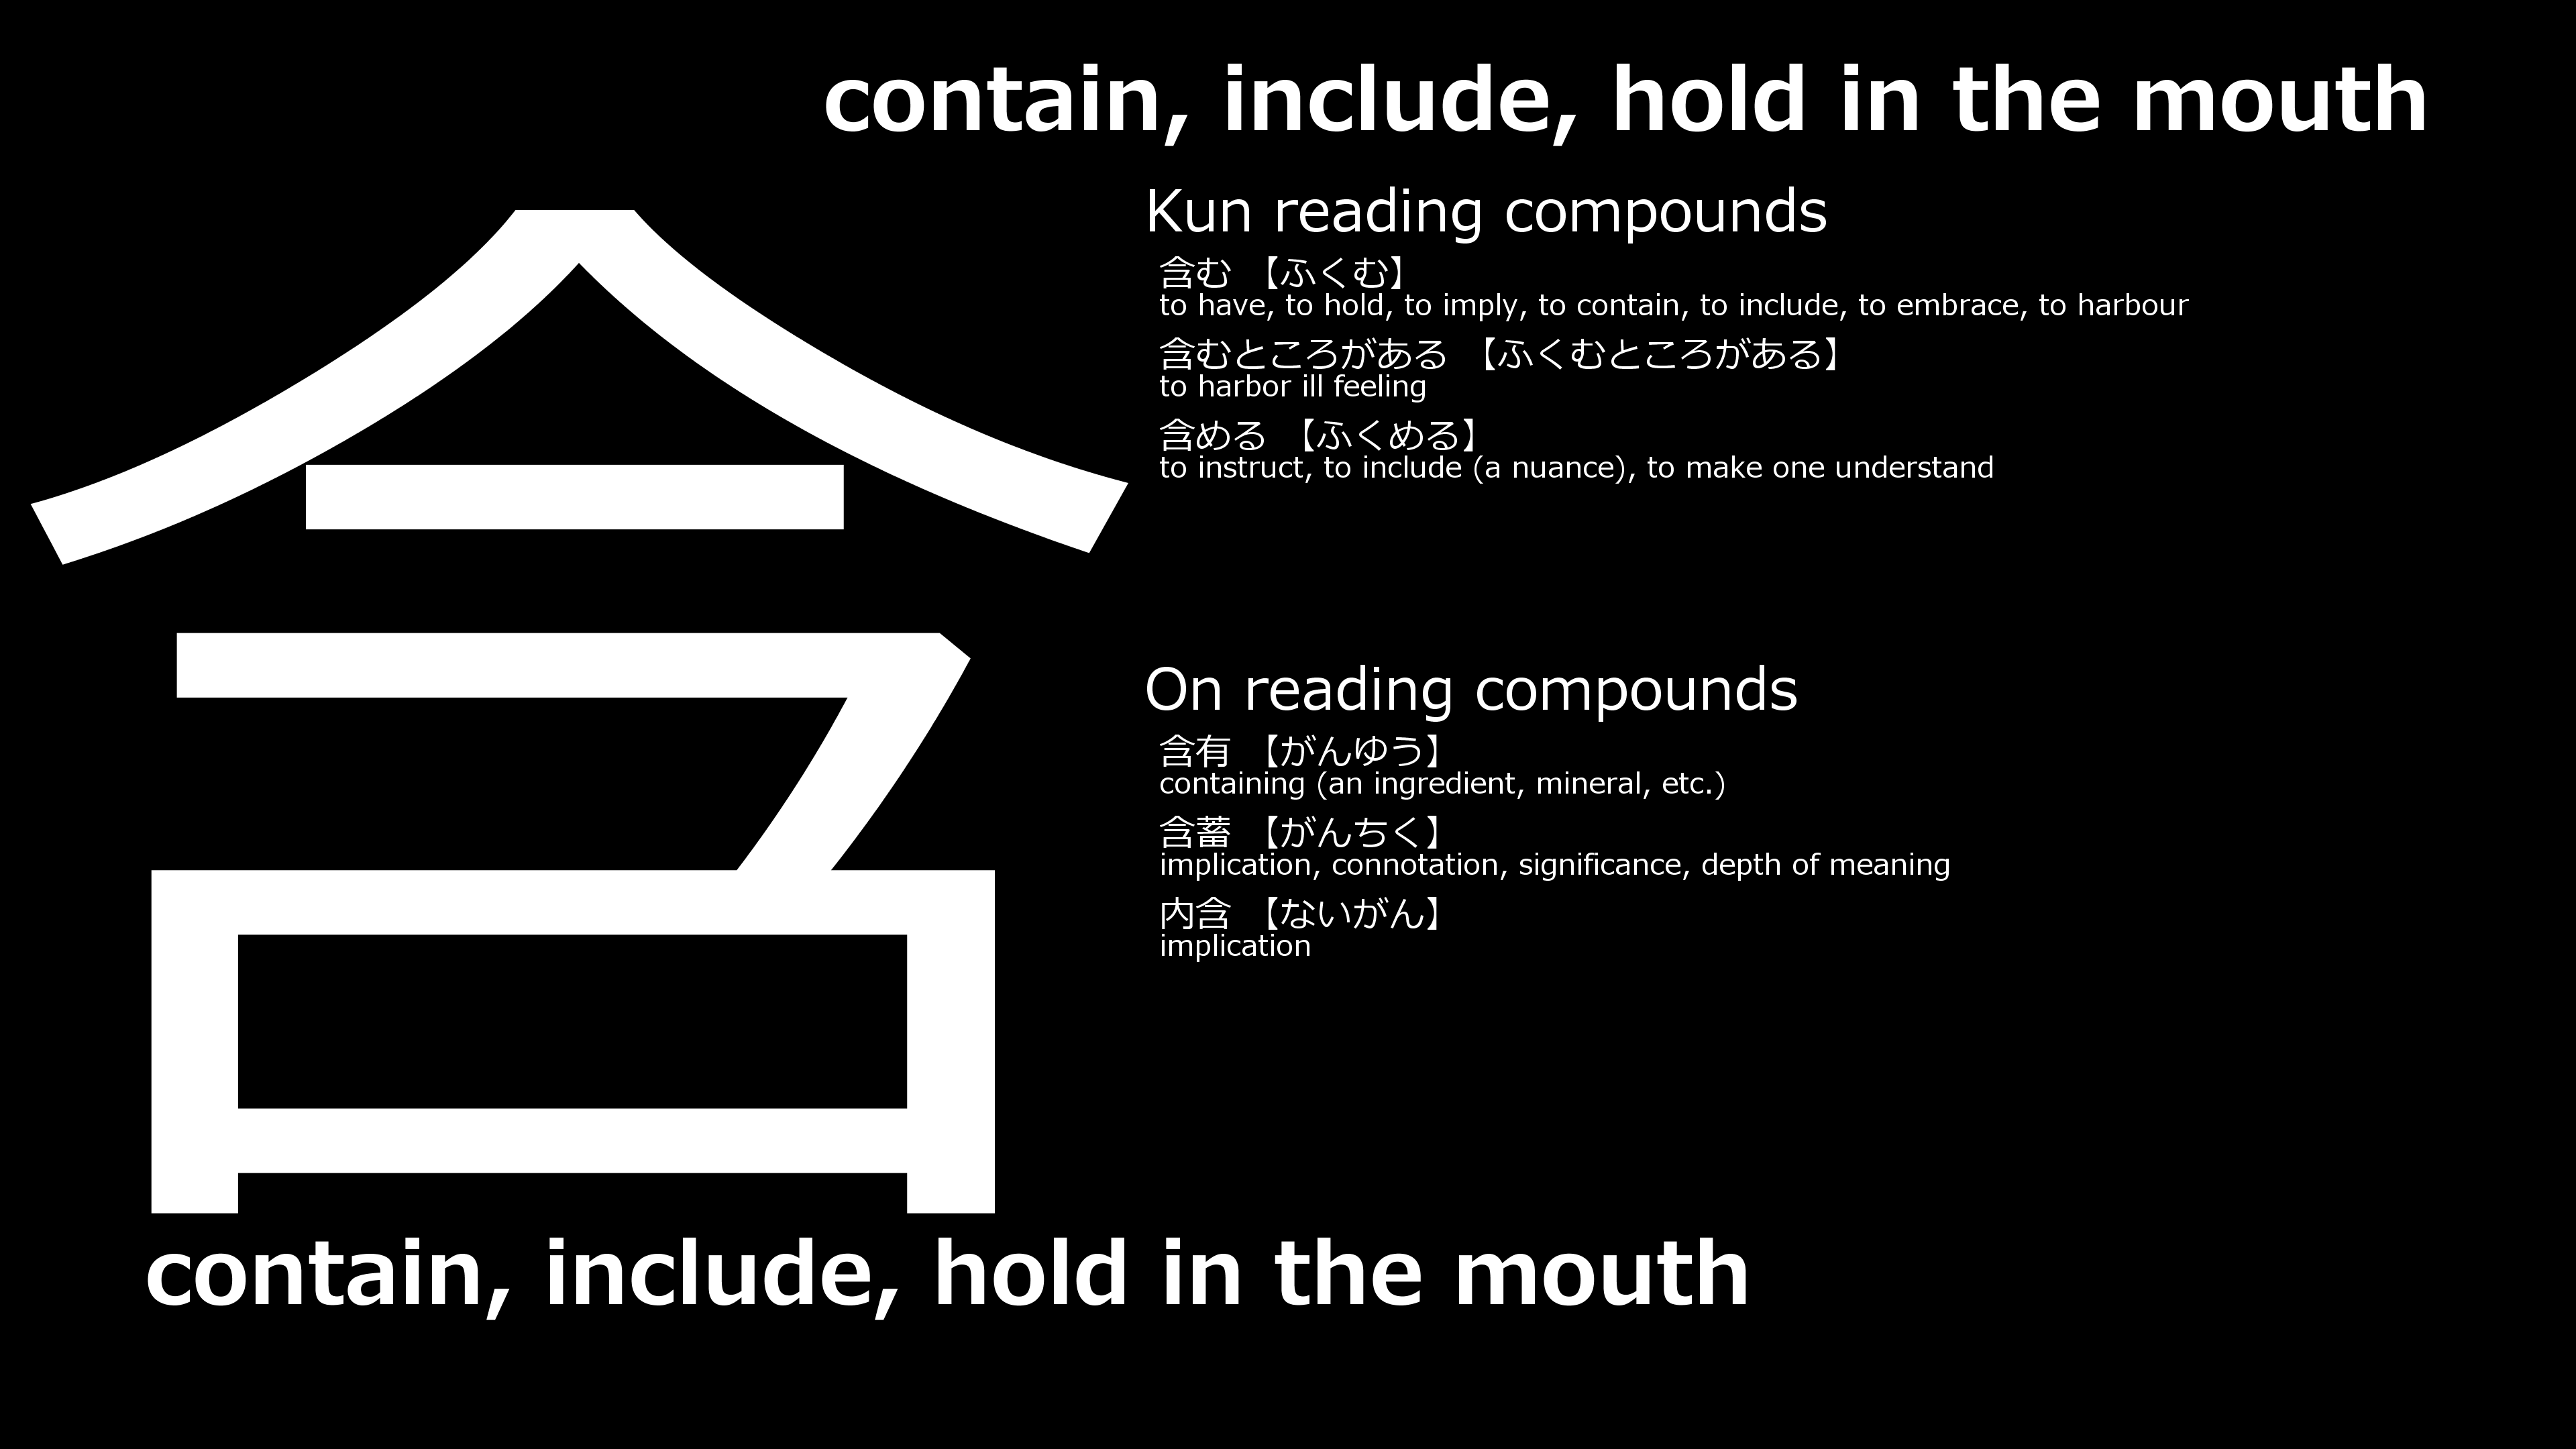 contain, include, hold in the mouth
含
Kun reading compounds
含む 【ふくむ】
to have, to hold, to imply, to contain, to include, to embrace, to harbour
含むところがある 【ふくむところがある】
to harbor ill feeling
含める 【ふくめる】
to instruct, to include (a nuance), to make one understand
On reading compounds
含有 【がんゆう】
containing (an ingredient, mineral, etc.)
含蓄 【がんちく】
implication, connotation, significance, depth of meaning
内含 【ないがん】
implication
contain, include, hold in the mouth